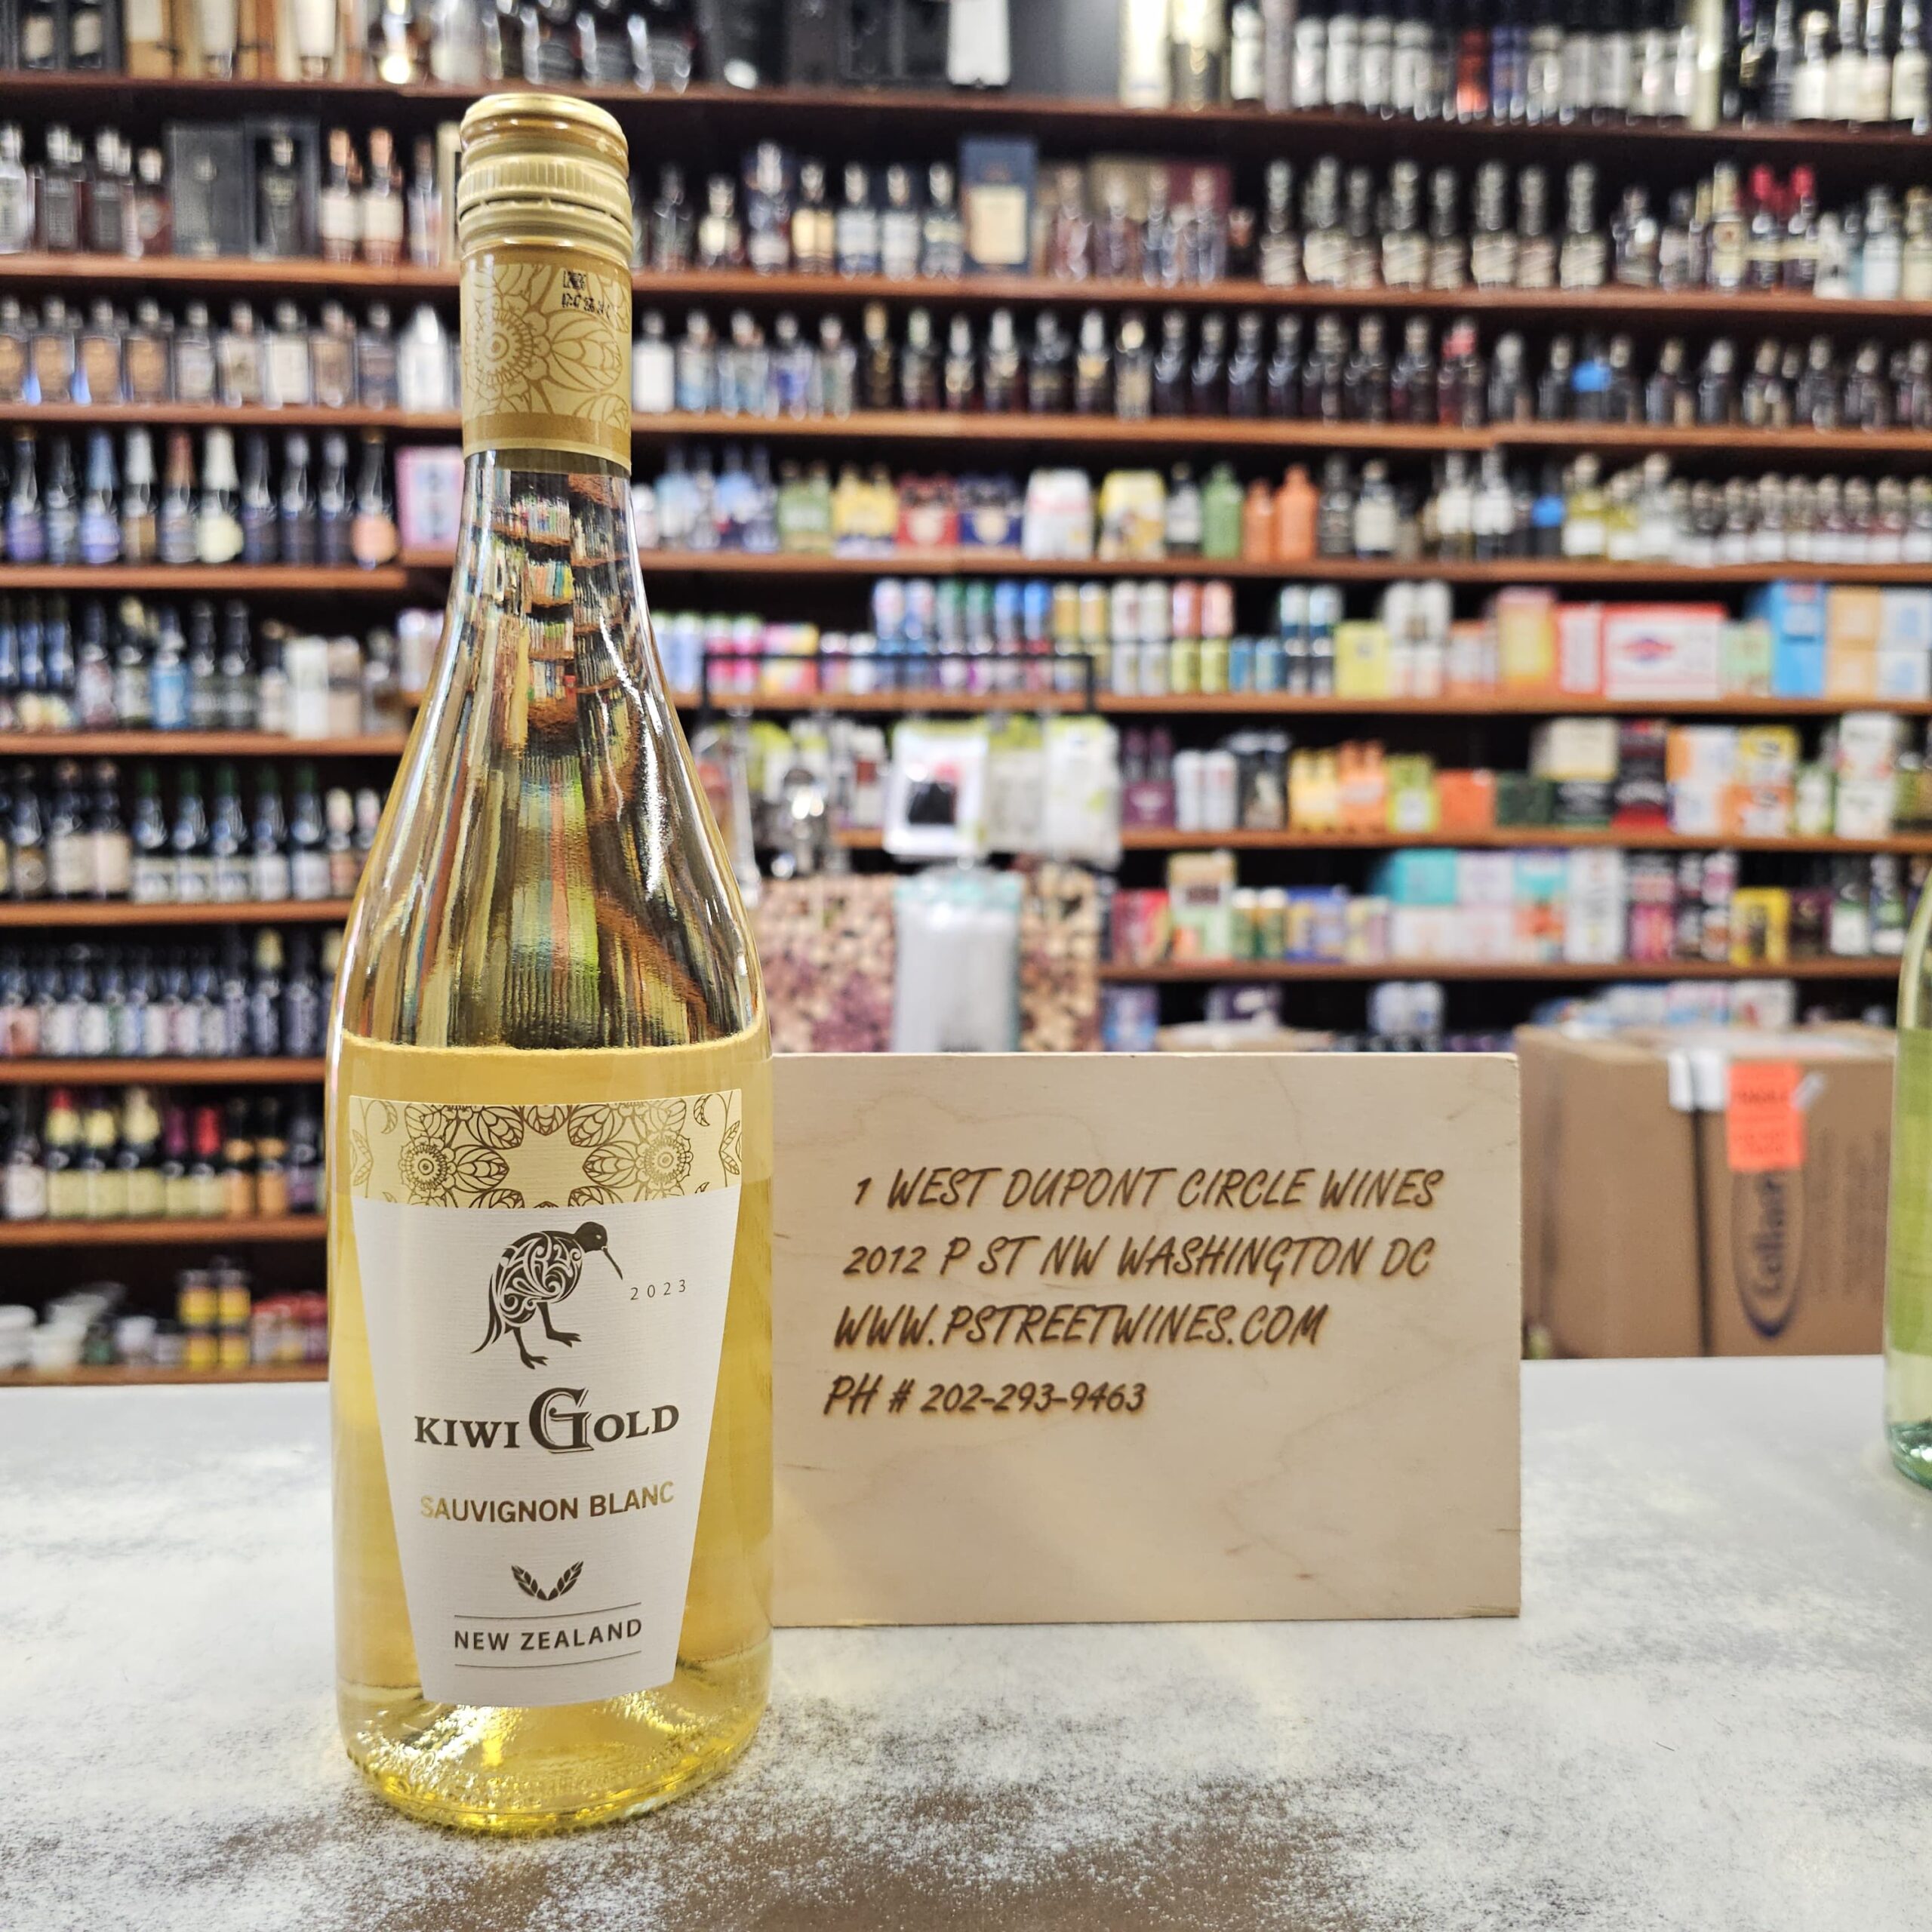 2023
KIWI GOLD
SAUVIGNON BLANC
NEW ZEALAND
1 WEST DUPONT CIRCLE WINES
2012 P ST NW WASHINGTON DC
WWW.PSTREETWINES.COM
PH # 202-293-9463